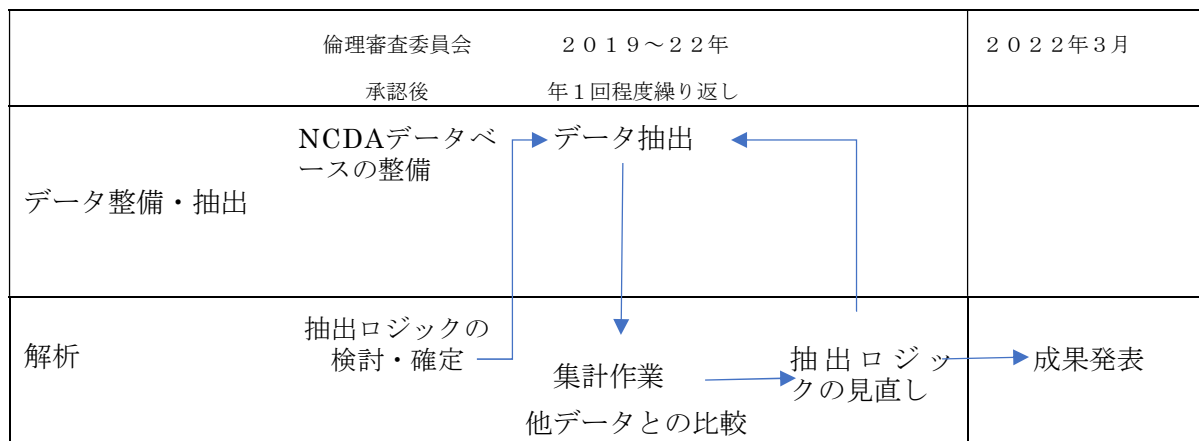 倫理審査委員会 ２０１９～２２年 ２０２２年３月
承認後 年１回程度繰り返し
NCDAデータベ
ースの整備
データ抽出
データ整備・抽出
抽出ロジックの
検討・確定
解析
集計作業
他データとの比較
抽出ロジッ
クの見直し
成果発表